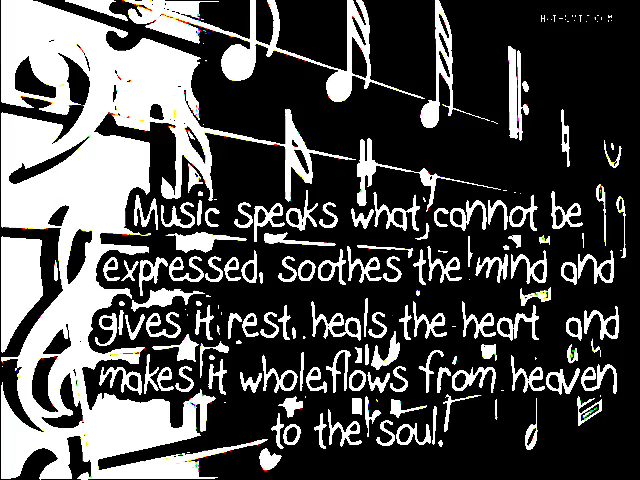 Music speaks what cannot be
expressed, soothes the mind and
gives it rest, heals the heart and
makes it whole, flows from heaven
to the soul.